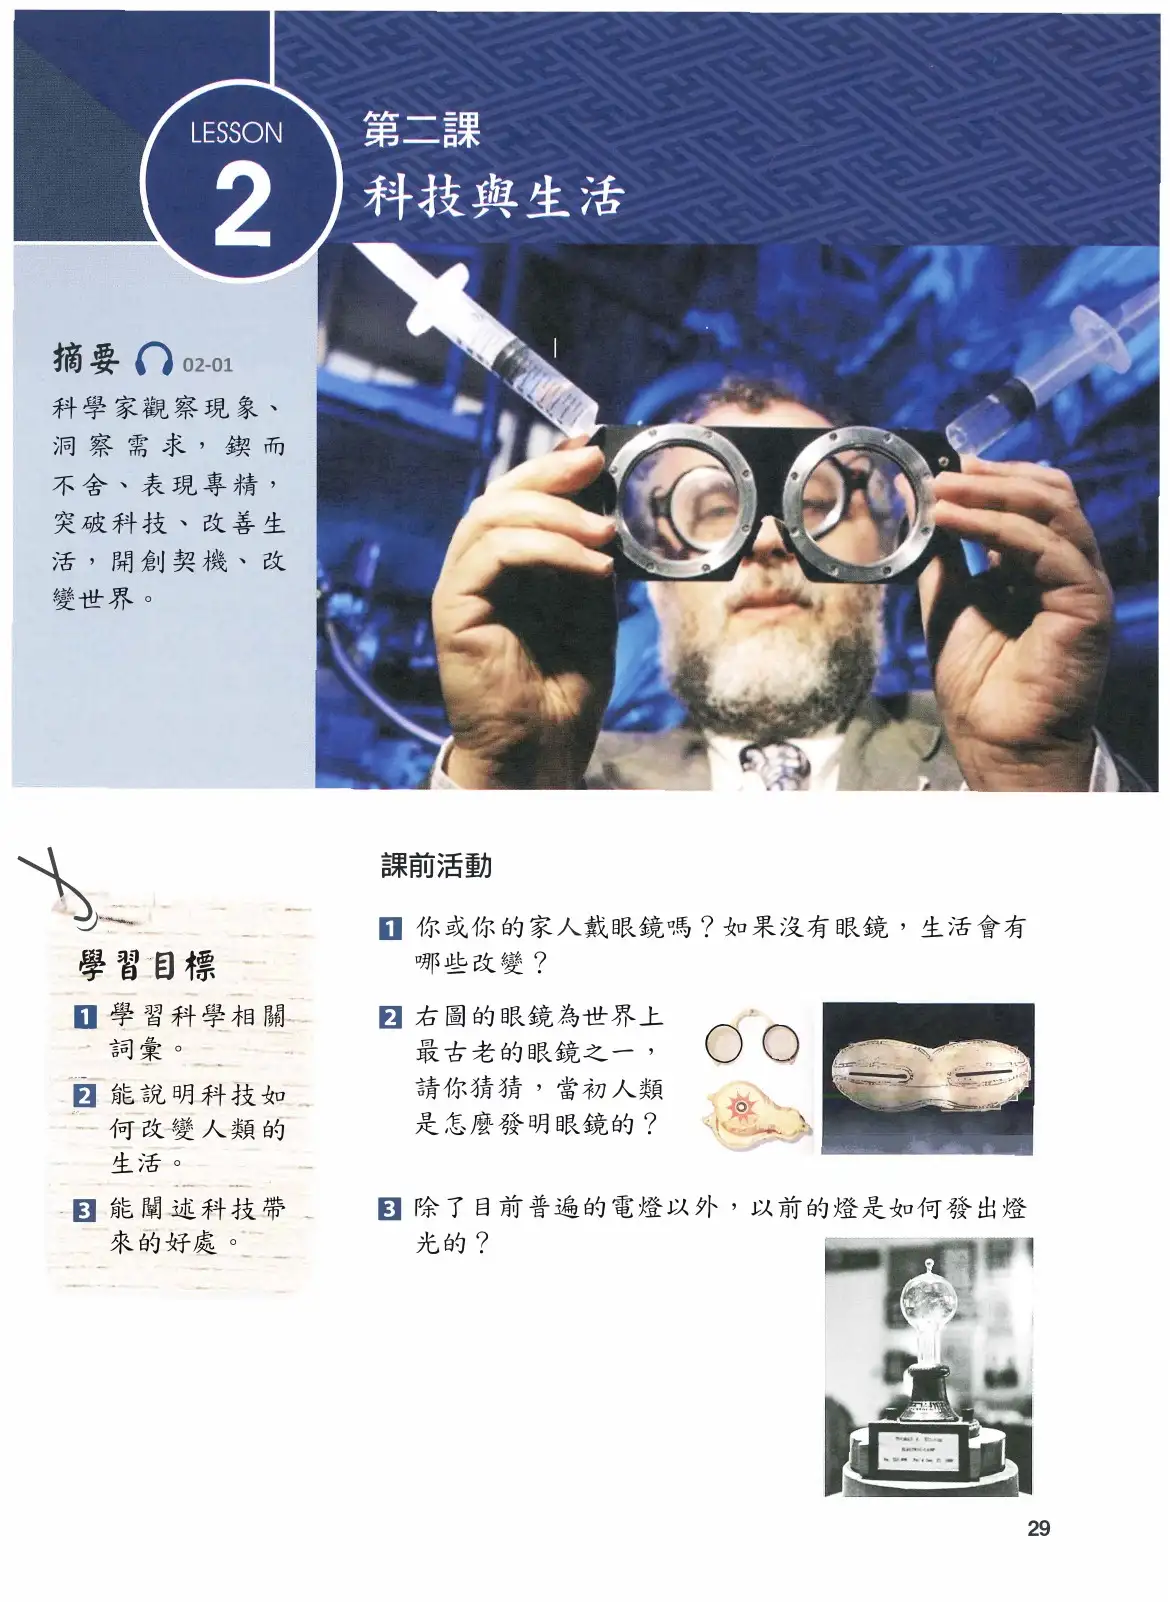 LESSON
2
第二課
科技與生活
摘要 02-01
科學家觀察現象、
洞察需求，鍥而
不舍、表現專精，
突破科技、改善生
活，開創契機、改
變世界。
學習目標
1 學習科學相關
詞彙。
2 能說明科技如
何改變人類的
生活。
3 能闡述科技帶
來的好處。
課前活動
1 你或你的家人戴眼鏡嗎？如果沒有眼鏡，生活會有
哪些改變？
2 右圖的眼鏡為世界上
最古老的眼鏡之一，
請你猜猜，當初人類
是怎麼發明眼鏡的？
3 除了目前普遍的電燈以外，以前的燈是如何發出燈
光的？
THOMAS A. EDISON
ELECTRIC-LAMP
29